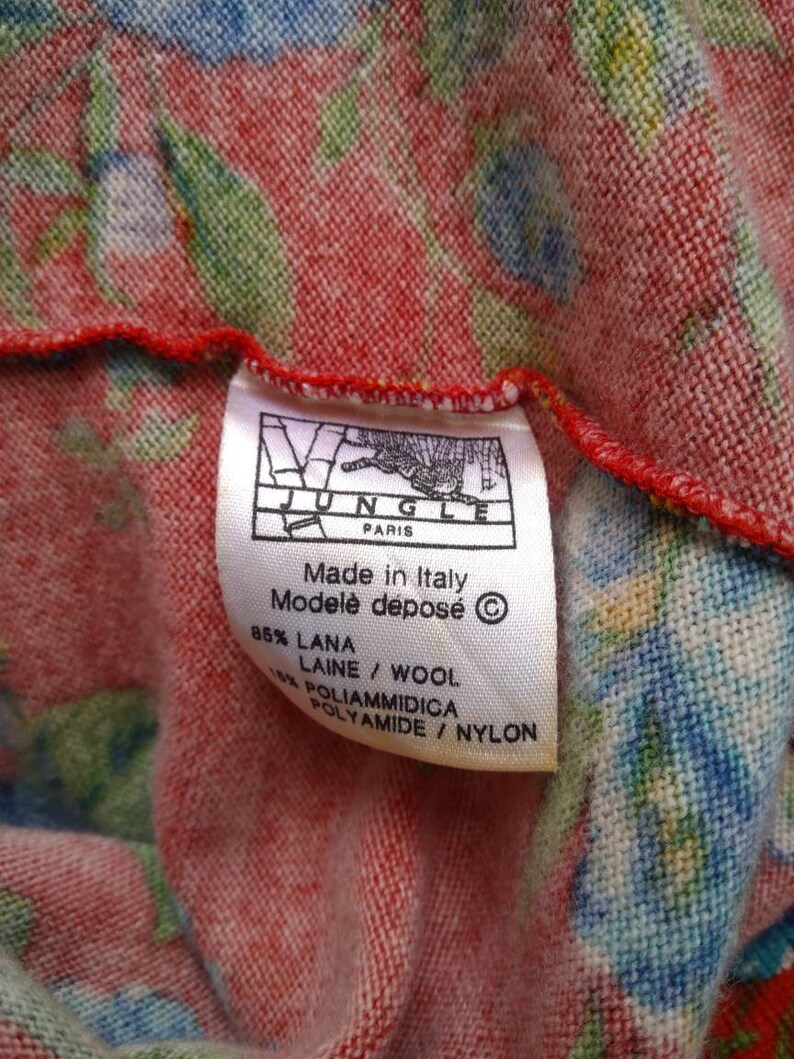 JUNGLE
PARIS
Made in Italy
Modelè deposé ©
85% LANA
LAINE / WOOL
15% POLIAMMIDICA
POLYAMIDE / NYLON